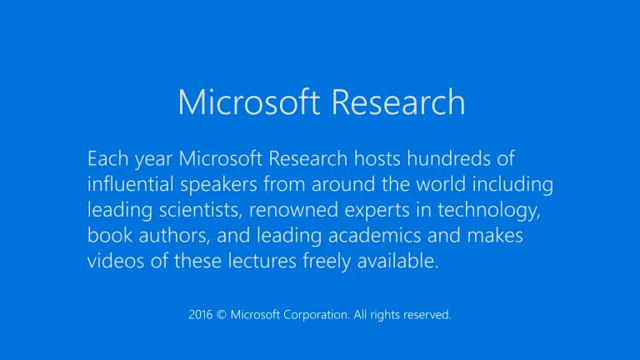 Microsoft Research
Each year Microsoft Research hosts hundreds of
influential speakers from around the world including
leading scientists, renowned experts in technology,
book authors, and leading academics and makes
videos of these lectures freely available.
2016 © Microsoft Corporation. All rights reserved.